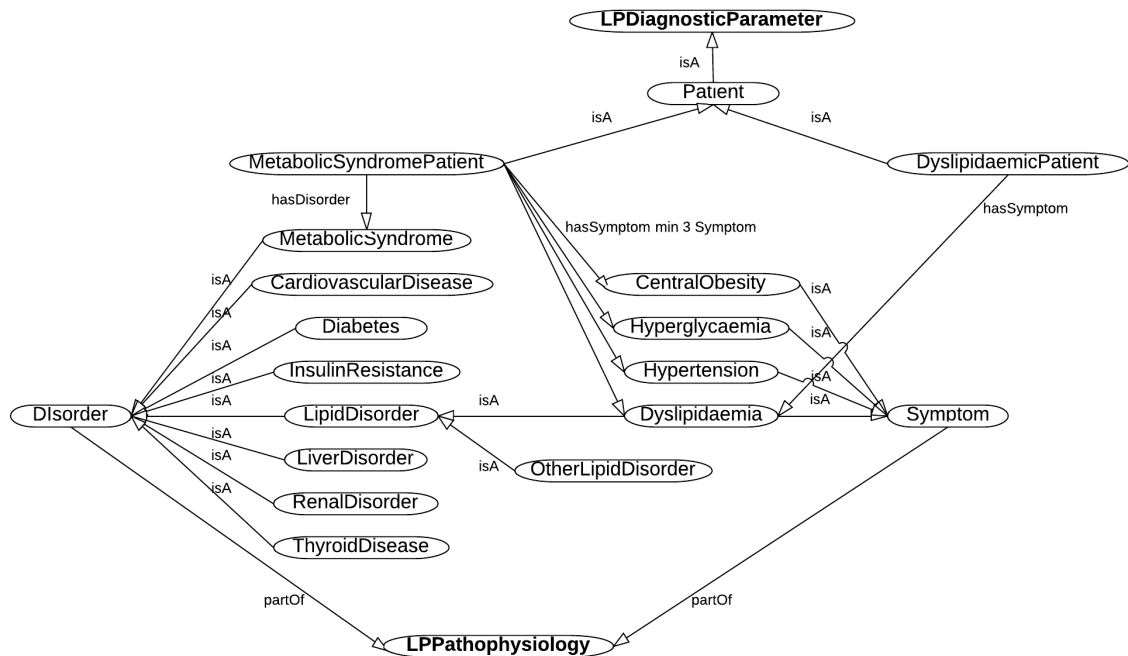 LPDiagnosticParameter
isA
Patient
isA
isA
MetabolicSyndromePatient
DyslipidaemicPatient
hasDisorder
hasSymptom
hasSymptom min 3 Symptom
MetabolicSyndrome
isA
CardiovascularDisease
CentralObesity
isA
isA
Diabetes
Hyperglycaemia
isA
isA
InsulinResistance
Hypertension
isA
isA
DIsorder
isA
LipidDisorder
isA
Dyslipidaemia
isA
Symptom
isA
LiverDisorder
isA
OtherLipidDisorder
isA
RenalDisorder
isA
ThyroidDisease
partOf
partOf
LPPathophysiology